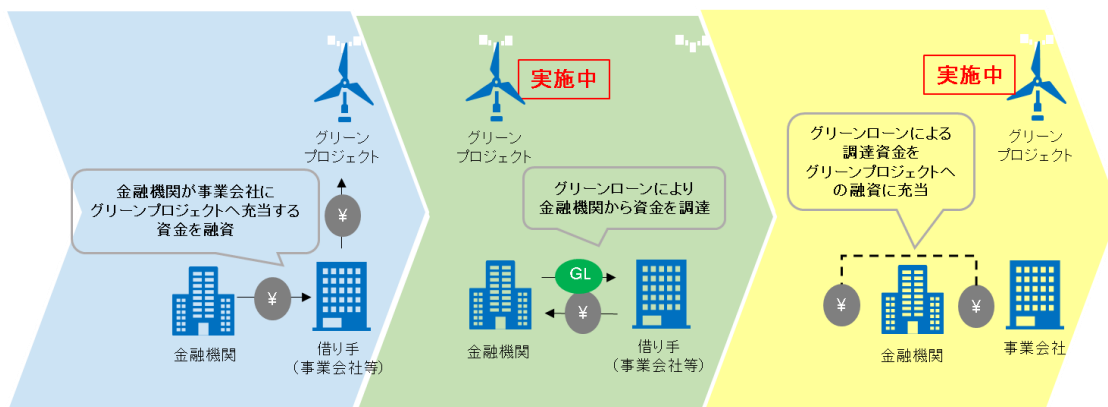 グリーン
プロジェクト
金融機関が事業会社に
グリーンプロジェクトへ充当する
資金を融資
¥
¥
金融機関
借り手
（事業会社等）
実施中
グリーン
プロジェクト
グリーンローンにより
金融機関から資金を調達
GL
¥
金融機関
借り手
（事業会社等）
実施中
グリーン
プロジェクト
グリーンローンによる
調達資金を
グリーンプロジェクトへ
の融資に充当
¥
¥
金融機関
事業会社